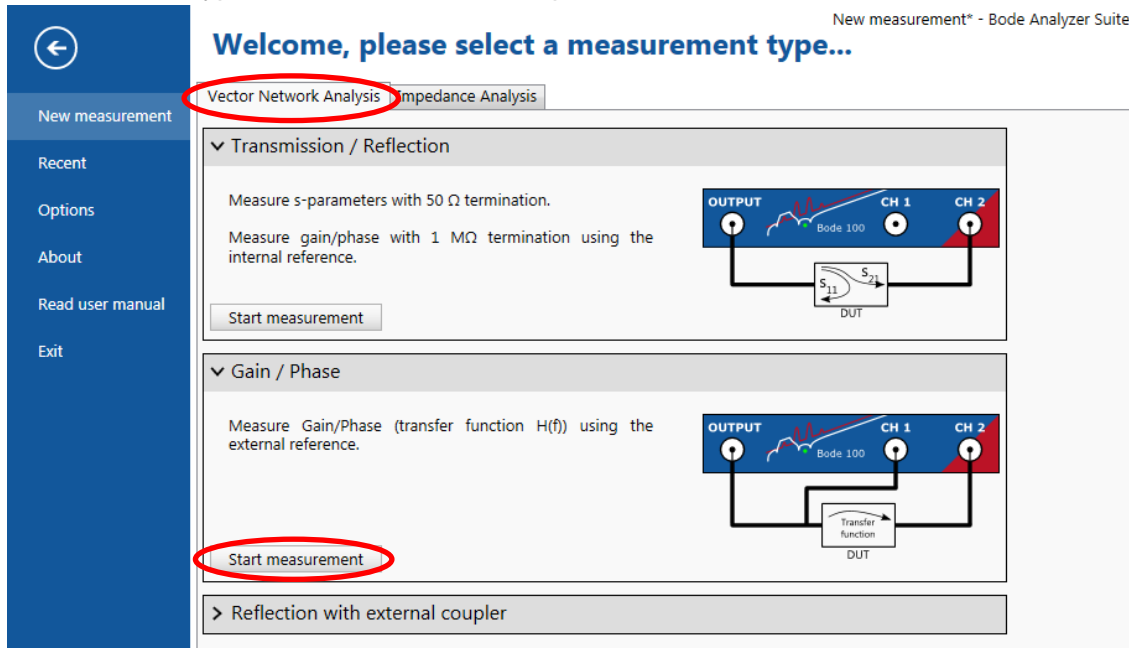 New measurement* - Bode Analyzer Suite
Welcome, please select a measurement type...
New measurement
Recent
Options
About
Read user manual
Exit
Vector Network Analysis
Impedance Analysis
Transmission / Reflection
Measure s-parameters with 50 Ω termination.
Measure gain/phase with 1 MΩ termination using the
internal reference.
Start measurement
OUTPUT
CH 1
CH 2
Bode 100
S11
S21
DUT
Gain / Phase
Measure Gain/Phase (transfer function H(f)) using the
external reference.
Start measurement
OUTPUT
CH 1
CH 2
Bode 100
Transfer
function
DUT
Reflection with external coupler